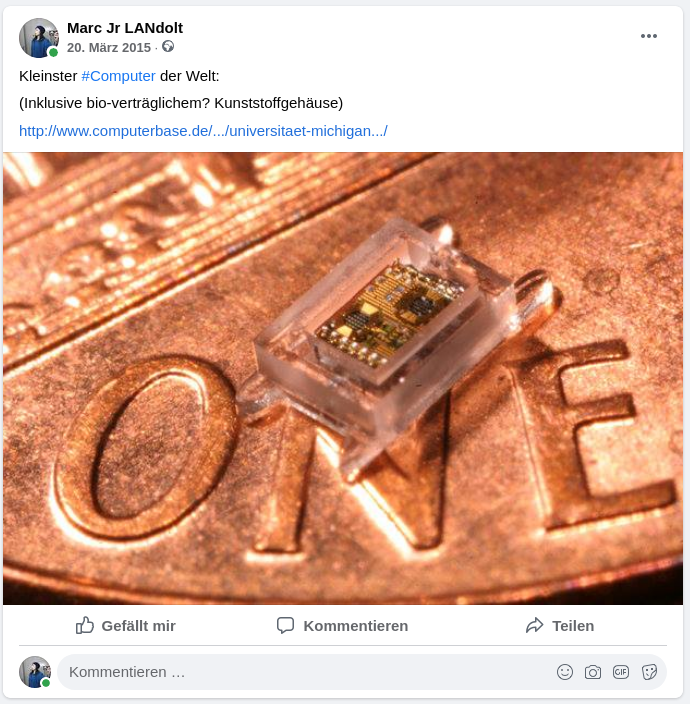 Marc Jr LANdolt
20. März 2015 ·
Kleinster #Computer der Welt:
(Inklusive bio-verträglichem? Kunststoffgehäuse)
http://www.computerbase.de/.../universitaet-michigan.../
ONE
Gefällt mir
Kommentieren
Teilen
Kommentieren …
GIF